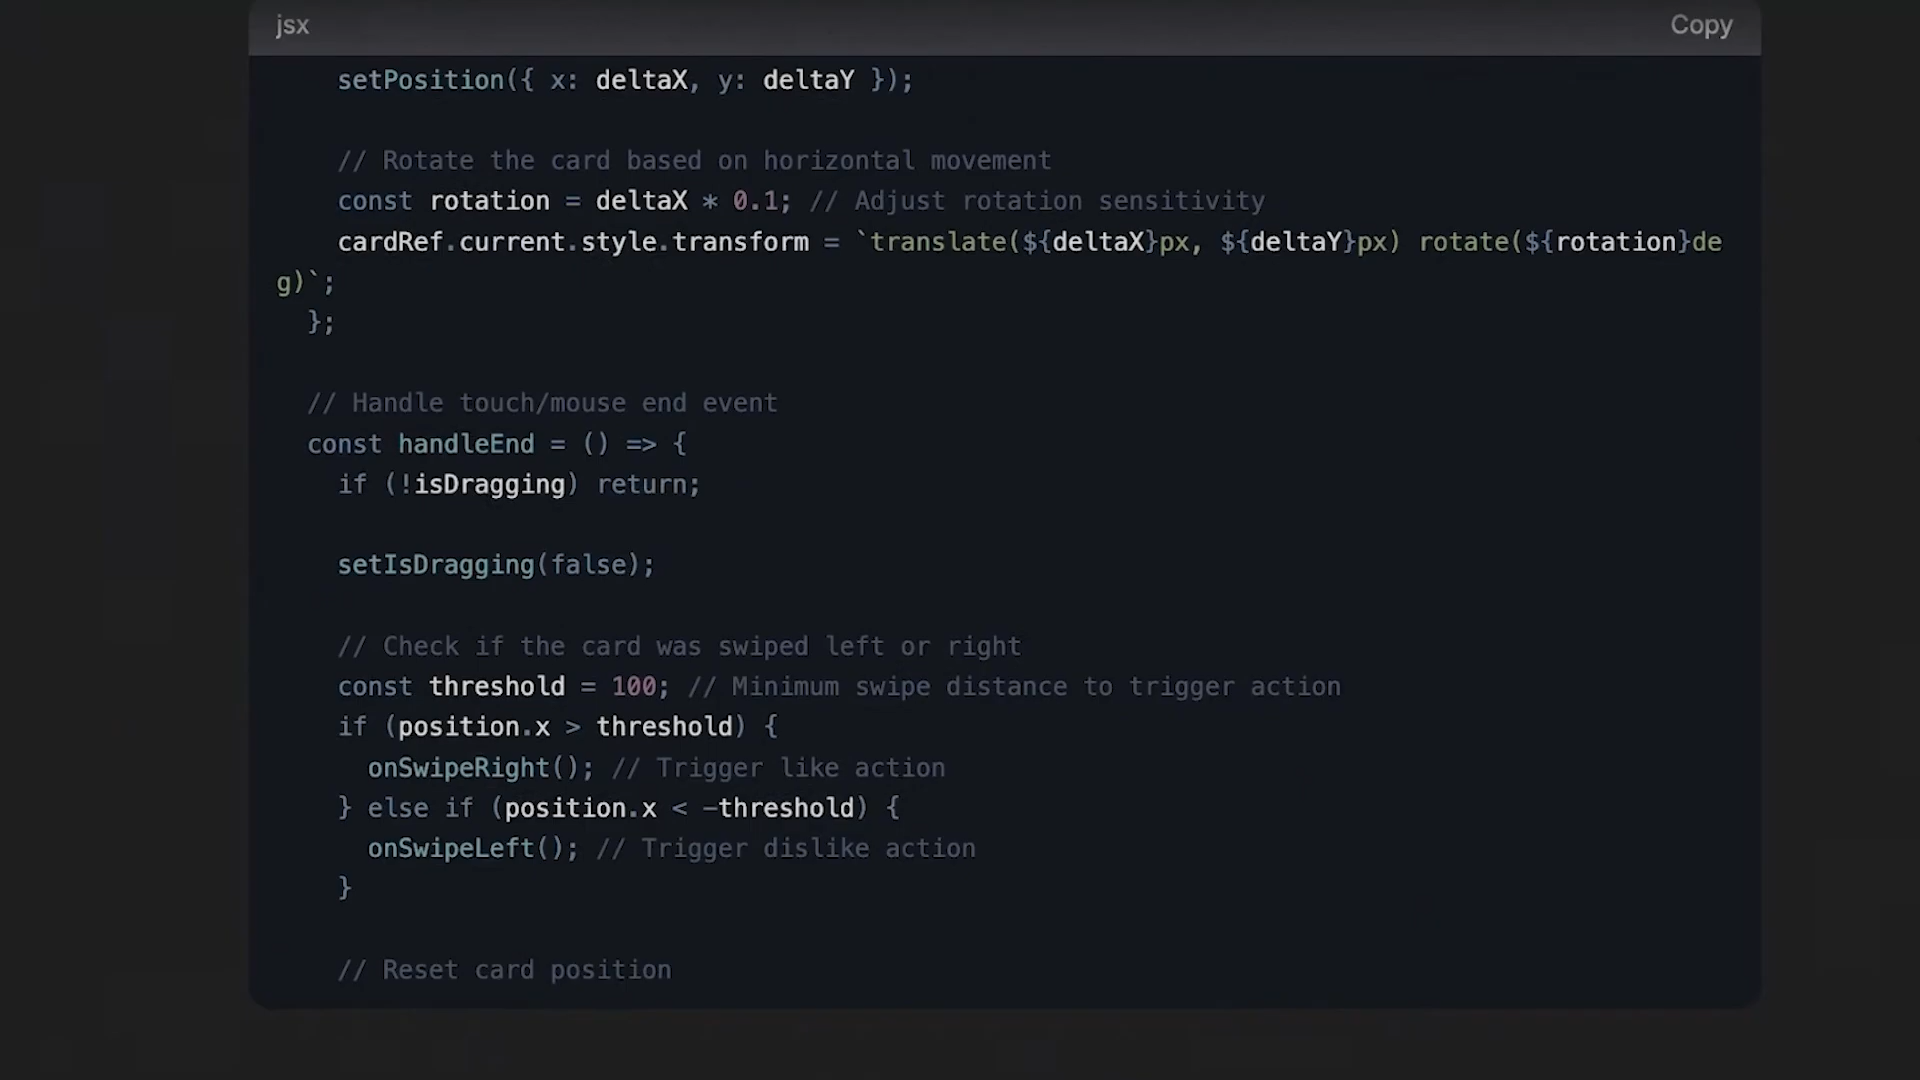 jsx
Copy
setPosition({ x: deltaX, y: deltaY });
// Rotate the card based on horizontal movement
const rotation = deltaX * 0.1; // Adjust rotation sensitivity
cardRef.current.style.transform = `translate(${deltaX}px, ${deltaY}px) rotate(${rotation}de
g)`;
};
// Handle touch/mouse end event
const handleEnd = () => {
if (!isDragging) return;
setIsDragging(false);
// Check if the card was swiped left or right
const threshold = 100; // Minimum swipe distance to trigger action
if (position.x > threshold) {
onSwipeRight(); // Trigger like action
} else if (position.x < -threshold) {
onSwipeLeft(); // Trigger dislike action
}
// Reset card position